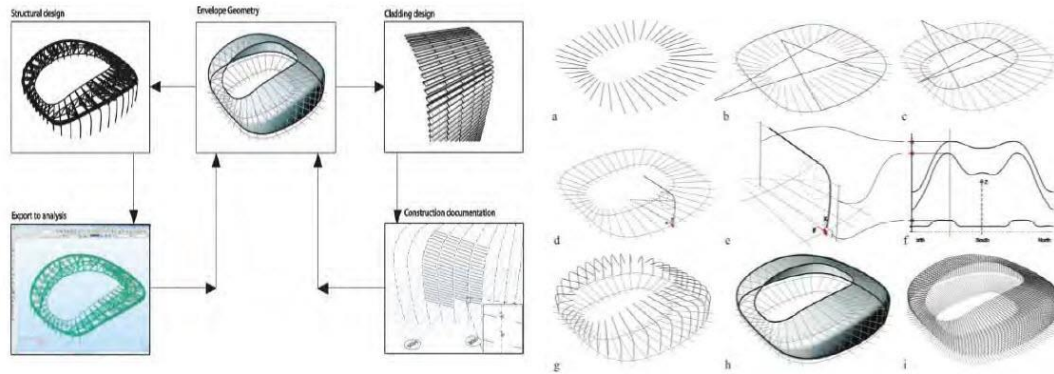 Structural design
Envelope Geometry
Cladding design
Export to analysis
Construction documentation
a
b
c
d
e
f
South
North
g
h
i